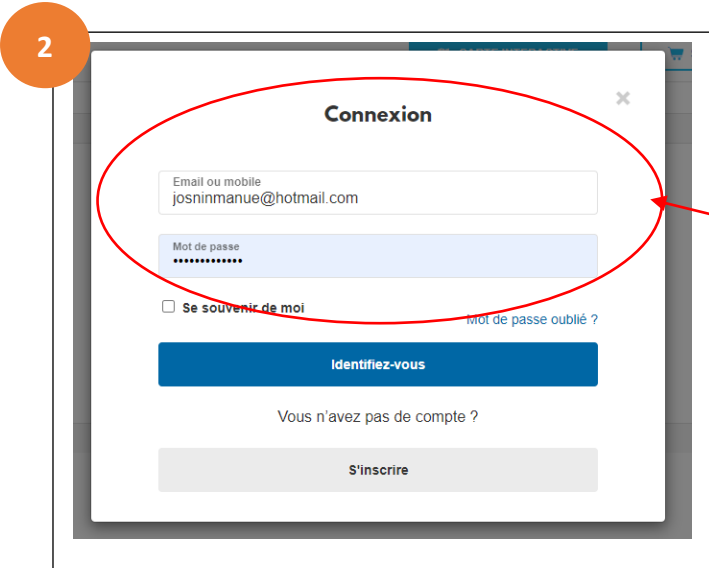 2
Connexion
Email ou mobile
josninmanue@hotmail.com
Mot de passe
•••••••••••••
Se souvenir de moi
Mot de passe oublié ?
Identifiez-vous
Vous n'avez pas de compte ?
S'inscrire